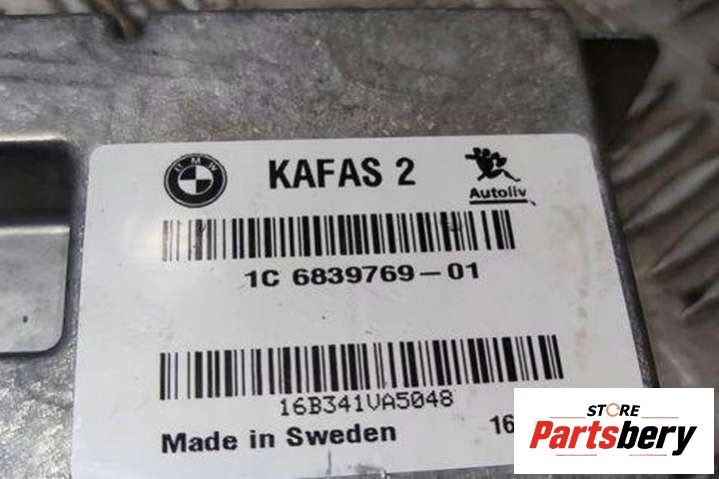 BMW
KAFAS 2
Autoliv
1C 6839769-01
16B341VA5048
Made in Sweden 16
STORE
Partsbery